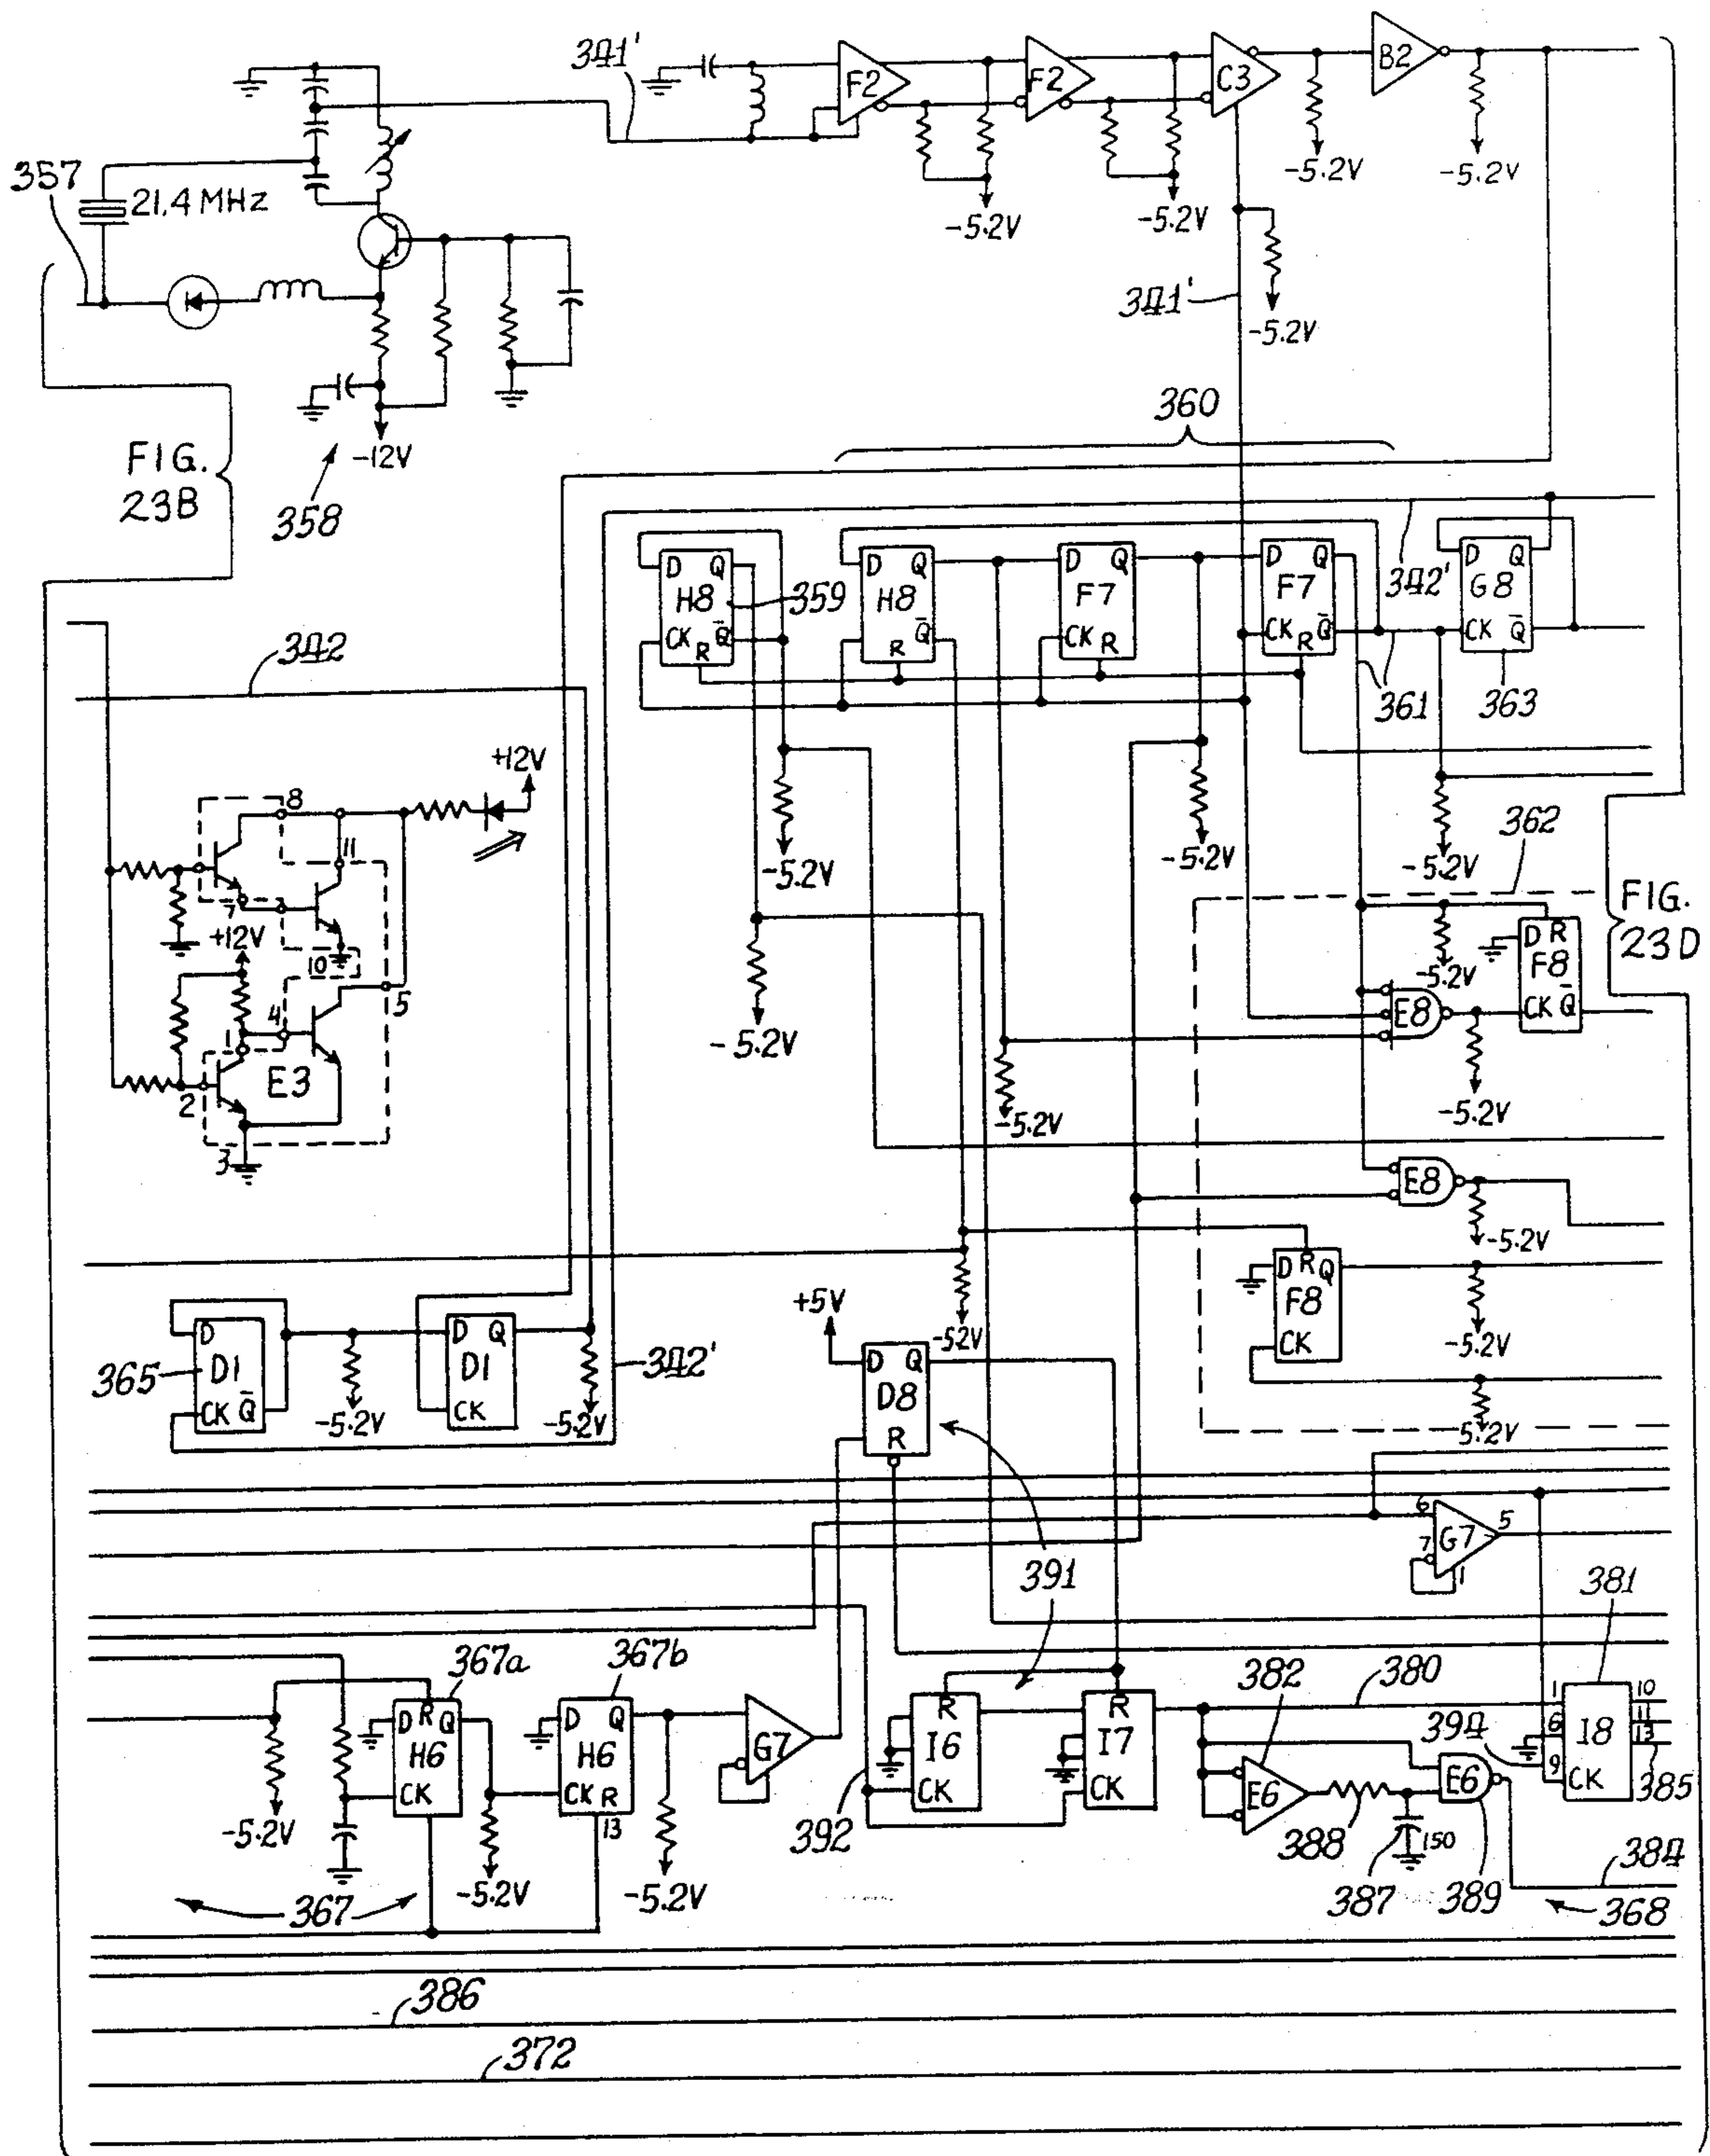 341'
F2
F2
C3
B2
357
21.4 MHz
-5.2V
-5.2V
-5.2V
-5.2V
341'
-5.2V
-12V
358
FIG.
23B
360
342'
D Q
H8
CK R Q̄
359
D Q
H8
R Q̄
D Q
F7
CK R
D Q
F7
CK R Q̄
D Q
G8
CK Q̄
361
363
342
+12V
8
11
7
+12V
10
5
4
1
E3
2
3
-5.2V
-5.2V
-5.2V
362
FIG.
23D
-5.2V
D R
F8
CK Q̄
E8
-5.2V
-5.2V
-5.2V
E8
-5.2V
D R Q
F8
CK
-5.2V
-5.2V
+5V
-52V
D Q
D8
R
391
365
D
D1
CK Q̄
-5.2V
D Q
D1
CK
-5.2V
342'
6
7
G7
5
1
381
367a
367b
D R Q
H6
CK
D Q
H6
CK R
13
G7
-5.2V
-5.2V
-5.2V
367
392
R
I6
CK
R
I7
CK
382
380
E6
388
387
150
E6
389
394
1
6
9
I8
CK
10
11
13
385
384
368
386
372